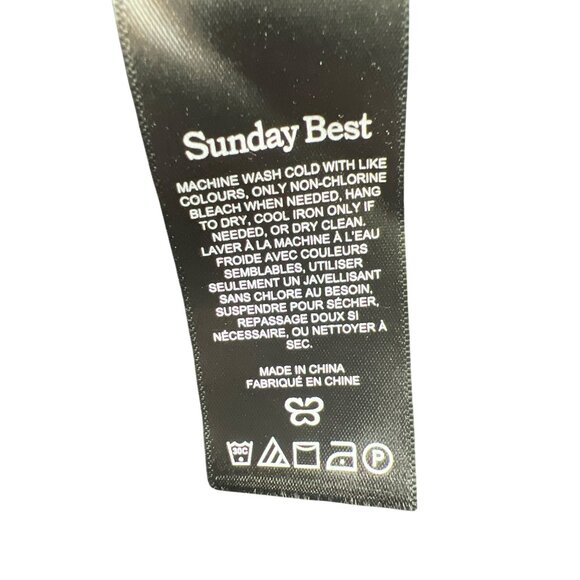 Sunday Best
MACHINE WASH COLD WITH LIKE
COLOURS, ONLY NON-CHLORINE
BLEACH WHEN NEEDED, HANG
TO DRY, COOL IRON ONLY IF
NEEDED, OR DRY CLEAN.
LAVER À LA MACHINE À L'EAU
FROIDE AVEC COULEURS
SEMBLABLES, UTILISER
SEULEMENT UN JAVELLISANT
SANS CHLORE AU BESOIN,
SUSPENDRE POUR SÉCHER,
REPASSAGE DOUX SI
NÉCESSAIRE, OU NETTOYER À
SEC.
MADE IN CHINA
FABRIQUÉ EN CHINE
30C P